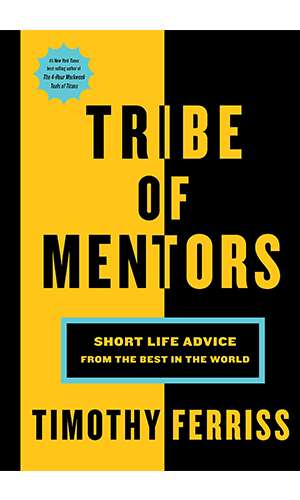 #1 New York Times
best-selling author of
The 4-Hour Workweek
Tools of Titans
TRIBE
OF
MENTORS
SHORT LIFE ADVICE
FROM THE BEST IN THE WORLD
TIMOTHY FERRISS